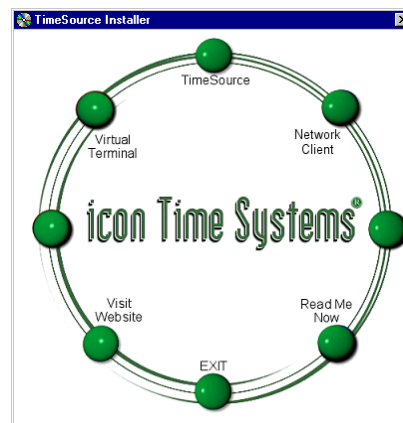 TimeSource Installer
TimeSource
Virtual
Terminal
Network
Client
icon Time Systems®
Visit
Website
Read Me
Now
EXIT